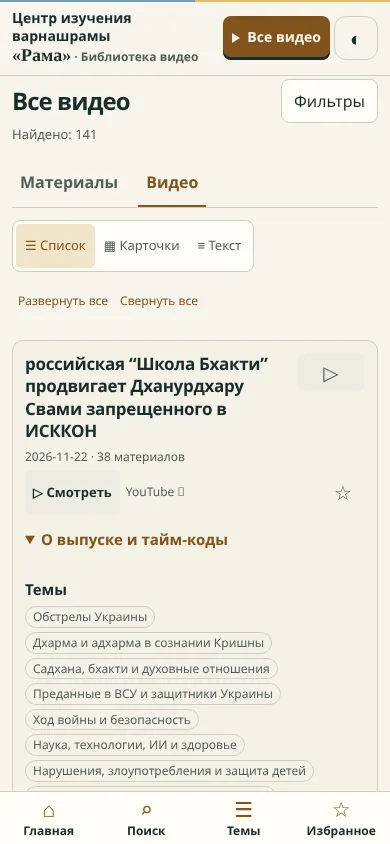 Центр изучения
варнашрамы
«Рама» · Библиотека видео
▶ Все видео
Все видео
Фильтры
Найдено: 141
Материалы
Видео
☰ Список
▦ Карточки
≡ Текст
Развернуть все
Свернуть все
российская “Школа Бхакти”
продвигает Дханурдхару
Свами запрещенного в
ИСККОН
2026-11-22 · 38 материалов
▷ Смотреть
YouTube
▼ О выпуске и тайм-коды
Темы
Обстрелы Украины
Дхарма и адхарма в сознании Кришны
Садхана, бхакти и духовные отношения
Преданные в ВСУ и защитники Украины
Ход войны и безопасность
Наука, технологии, ИИ и здоровье
Нарушения, злоупотребления и защита детей
Главная
Поиск
Темы
Избранное